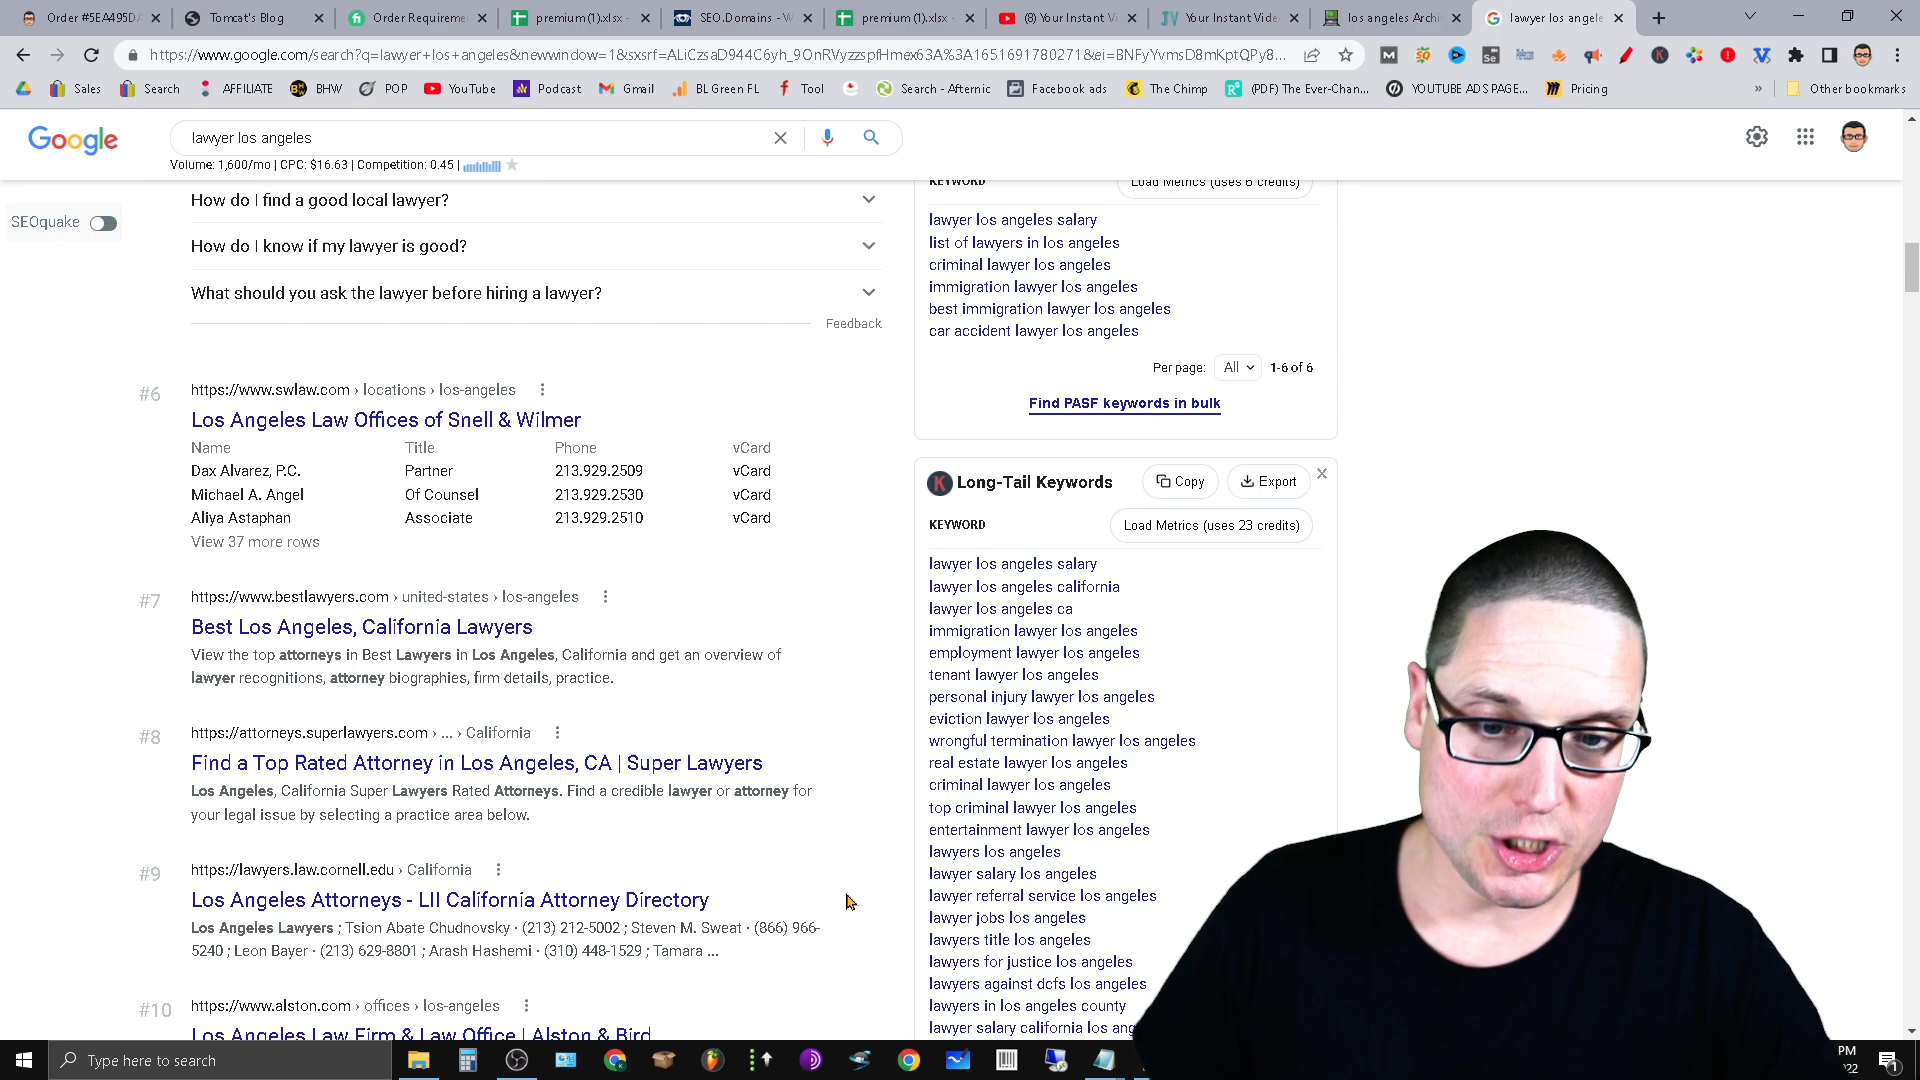 Order #5EA495DA
Tomcat's Blog
Order Requireme
premium (1).xlsx -
SEO.Domains - W
premium (1).xlsx -
(8) Your Instant Vi
Your Instant Vide
los angeles Archi
lawyer los angele
https://www.google.com/search?q=lawyer+los+angeles&newwindow=1&sxsrf=ALiCzsaD944C6yh_9OnRVyzzspfHmex63A%3A1651691780271&ei=BNFyYvmsD8mKptQPy8...
Sales
Search
AFFILIATE
BHW
POP
YouTube
Podcast
Gmail
BL Green FL
Tool
Search - Afternic
Facebook ads
The Chimp
(PDF) The Ever-Chan...
YOUTUBE ADS PAGE...
Pricing
»
Other bookmarks
Google
lawyer los angeles
Volume: 1,600/mo | CPC: $16.63 | Competition: 0.45 |
SEOquake
How do I find a good local lawyer?
How do I know if my lawyer is good?
What should you ask the lawyer before hiring a lawyer?
Feedback
#6
https://www.swlaw.com › locations › los-angeles
Los Angeles Law Offices of Snell & Wilmer
Name Title Phone vCard
Dax Alvarez, P.C. Partner 213.929.2509 vCard
Michael A. Angel Of Counsel 213.929.2530 vCard
Aliya Astaphan Associate 213.929.2510 vCard
View 37 more rows
#7
https://www.bestlawyers.com › united-states › los-angeles
Best Los Angeles, California Lawyers
View the top attorneys in Best Lawyers in Los Angeles, California and get an overview of
lawyer recognitions, attorney biographies, firm details, practice.
#8
https://attorneys.superlawyers.com › ... › California
Find a Top Rated Attorney in Los Angeles, CA | Super Lawyers
Los Angeles, California Super Lawyers Rated Attorneys. Find a credible lawyer or attorney for
your legal issue by selecting a practice area below.
#9
https://lawyers.law.cornell.edu › California
Los Angeles Attorneys - LII California Attorney Directory
Los Angeles Lawyers ; Tsion Abate Chudnovsky · (213) 212-5002 ; Steven M. Sweat · (866) 966-
5240 ; Leon Bayer · (213) 629-8801 ; Arash Hashemi · (310) 448-1529 ; Tamara ...
#10
https://www.alston.com › offices › los-angeles
Los Angeles Law Firm & Law Office | Alston & Bird
KEYWORD
Load Metrics (uses 6 credits)
lawyer los angeles salary
list of lawyers in los angeles
criminal lawyer los angeles
immigration lawyer los angeles
best immigration lawyer los angeles
car accident lawyer los angeles
Per page: All 1-6 of 6
Find PASF keywords in bulk
K Long-Tail Keywords
Copy
Export
KEYWORD
Load Metrics (uses 23 credits)
lawyer los angeles salary
lawyer los angeles california
lawyer los angeles ca
immigration lawyer los angeles
employment lawyer los angeles
tenant lawyer los angeles
personal injury lawyer los angeles
eviction lawyer los angeles
wrongful termination lawyer los angeles
real estate lawyer los angeles
criminal lawyer los angeles
top criminal lawyer los angeles
entertainment lawyer los angeles
lawyers los angeles
lawyer salary los angeles
lawyer referral service los angeles
lawyer jobs los angeles
lawyers title los angeles
lawyers for justice los angeles
lawyers against dcfs los angeles
lawyers in los angeles county
lawyer salary california los ang
Type here to search
PM